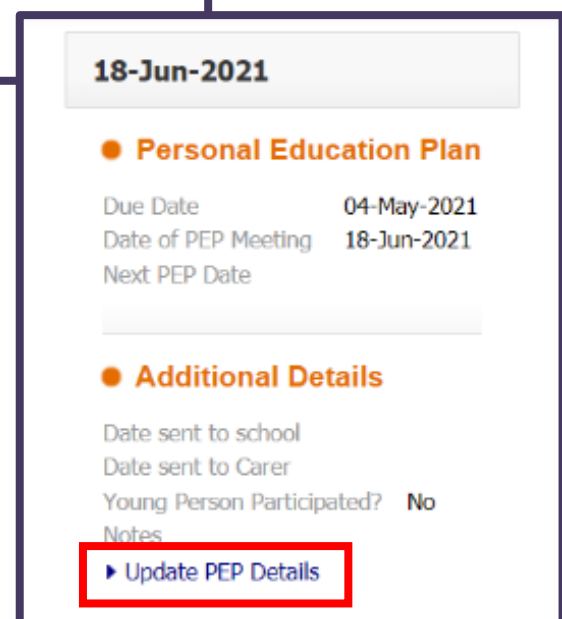 18-Jun-2021
Personal Education Plan
Due Date 04-May-2021
Date of PEP Meeting 18-Jun-2021
Next PEP Date
Additional Details
Date sent to school
Date sent to Carer
Young Person Participated? No
Notes
Update PEP Details